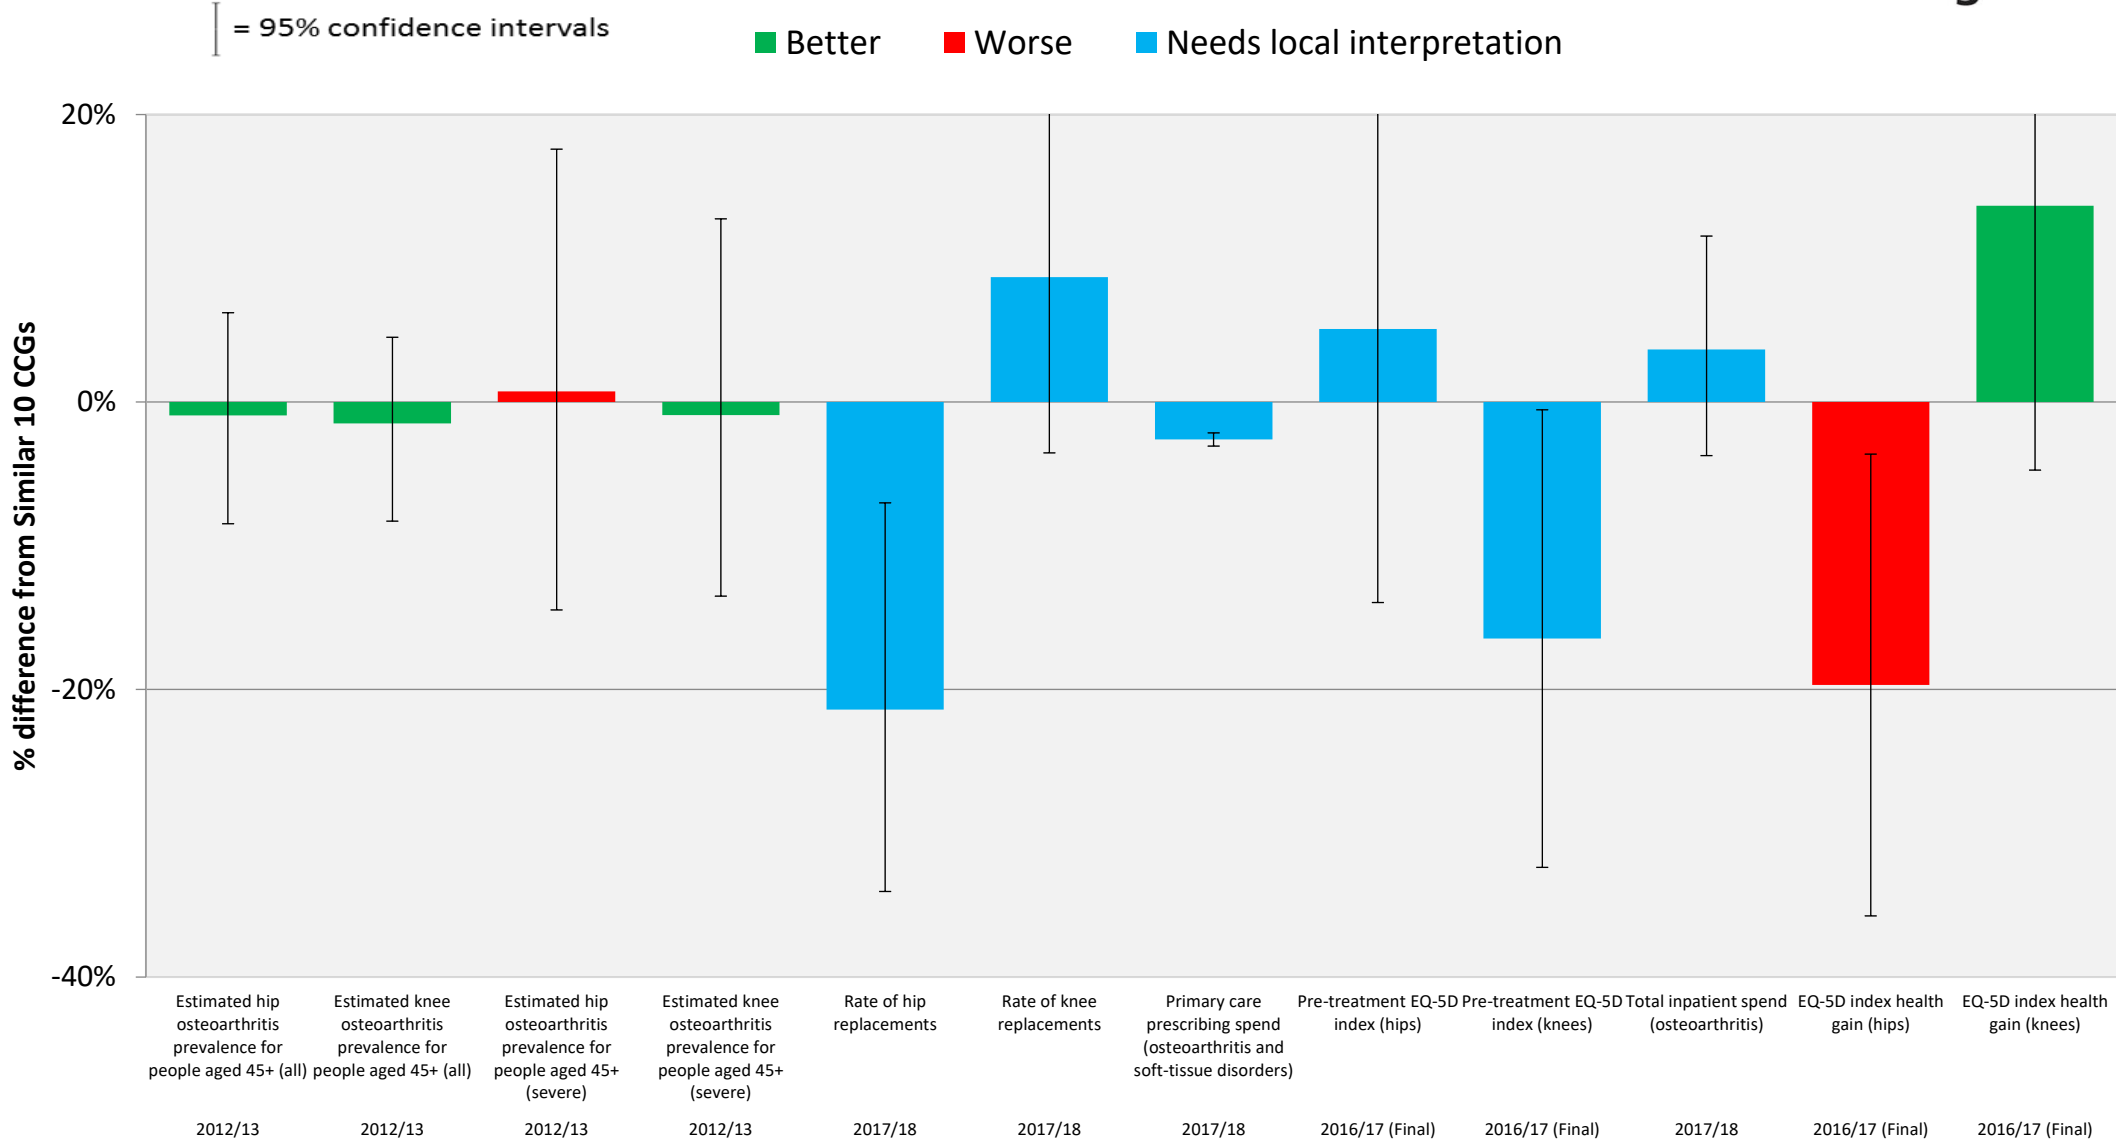 = 95% confidence intervals
Better
Worse
Needs local interpretation
20%
0%
-20%
-40%
% difference from Similar 10 CCGs
Estimated hip
osteoarthritis
prevalence for
people aged 45+ (all)
2012/13
Estimated knee
osteoarthritis
prevalence for
people aged 45+ (all)
2012/13
Estimated hip
osteoarthritis
prevalence for
people aged 45+
(severe)
2012/13
Estimated knee
osteoarthritis
prevalence for
people aged 45+
(severe)
2012/13
Rate of hip
replacements
2017/18
Rate of knee
replacements
2017/18
Primary care
prescribing spend
(osteoarthritis and
soft-tissue disorders)
2017/18
Pre-treatment EQ-5D
index (hips)
2016/17 (Final)
Pre-treatment EQ-5D
index (knees)
2016/17 (Final)
Total inpatient spend
(osteoarthritis)
2017/18
EQ-5D index health
gain (hips)
2016/17 (Final)
EQ-5D index health
gain (knees)
2016/17 (Final)